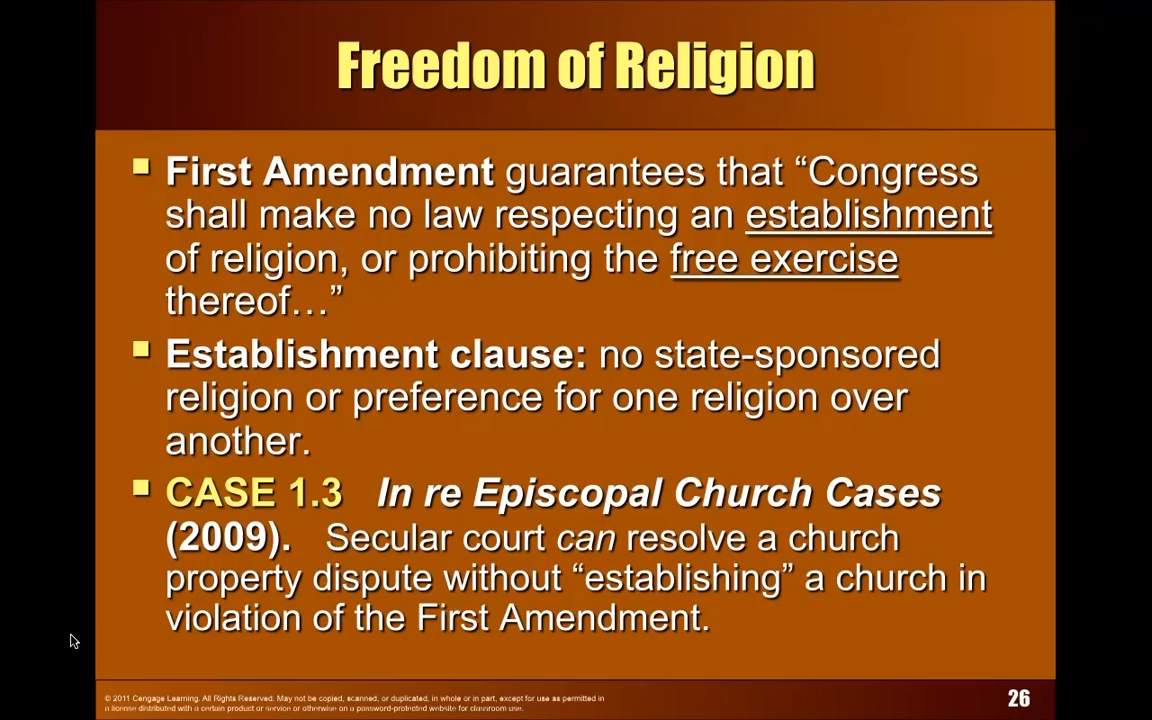 Freedom of Religion
First Amendment guarantees that “Congress
shall make no law respecting an establishment
of religion, or prohibiting the free exercise
thereof…”
Establishment clause: no state-sponsored
religion or preference for one religion over
another.
CASE 1.3 In re Episcopal Church Cases
(2009). Secular court can resolve a church
property dispute without “establishing” a church in
violation of the First Amendment.
© 2011 Cengage Learning. All Rights Reserved. May not be copied, scanned, or duplicated, in whole or in part, except for use as permitted in
a license distributed with a certain product or service or otherwise on a password-protected website for classroom use.
26